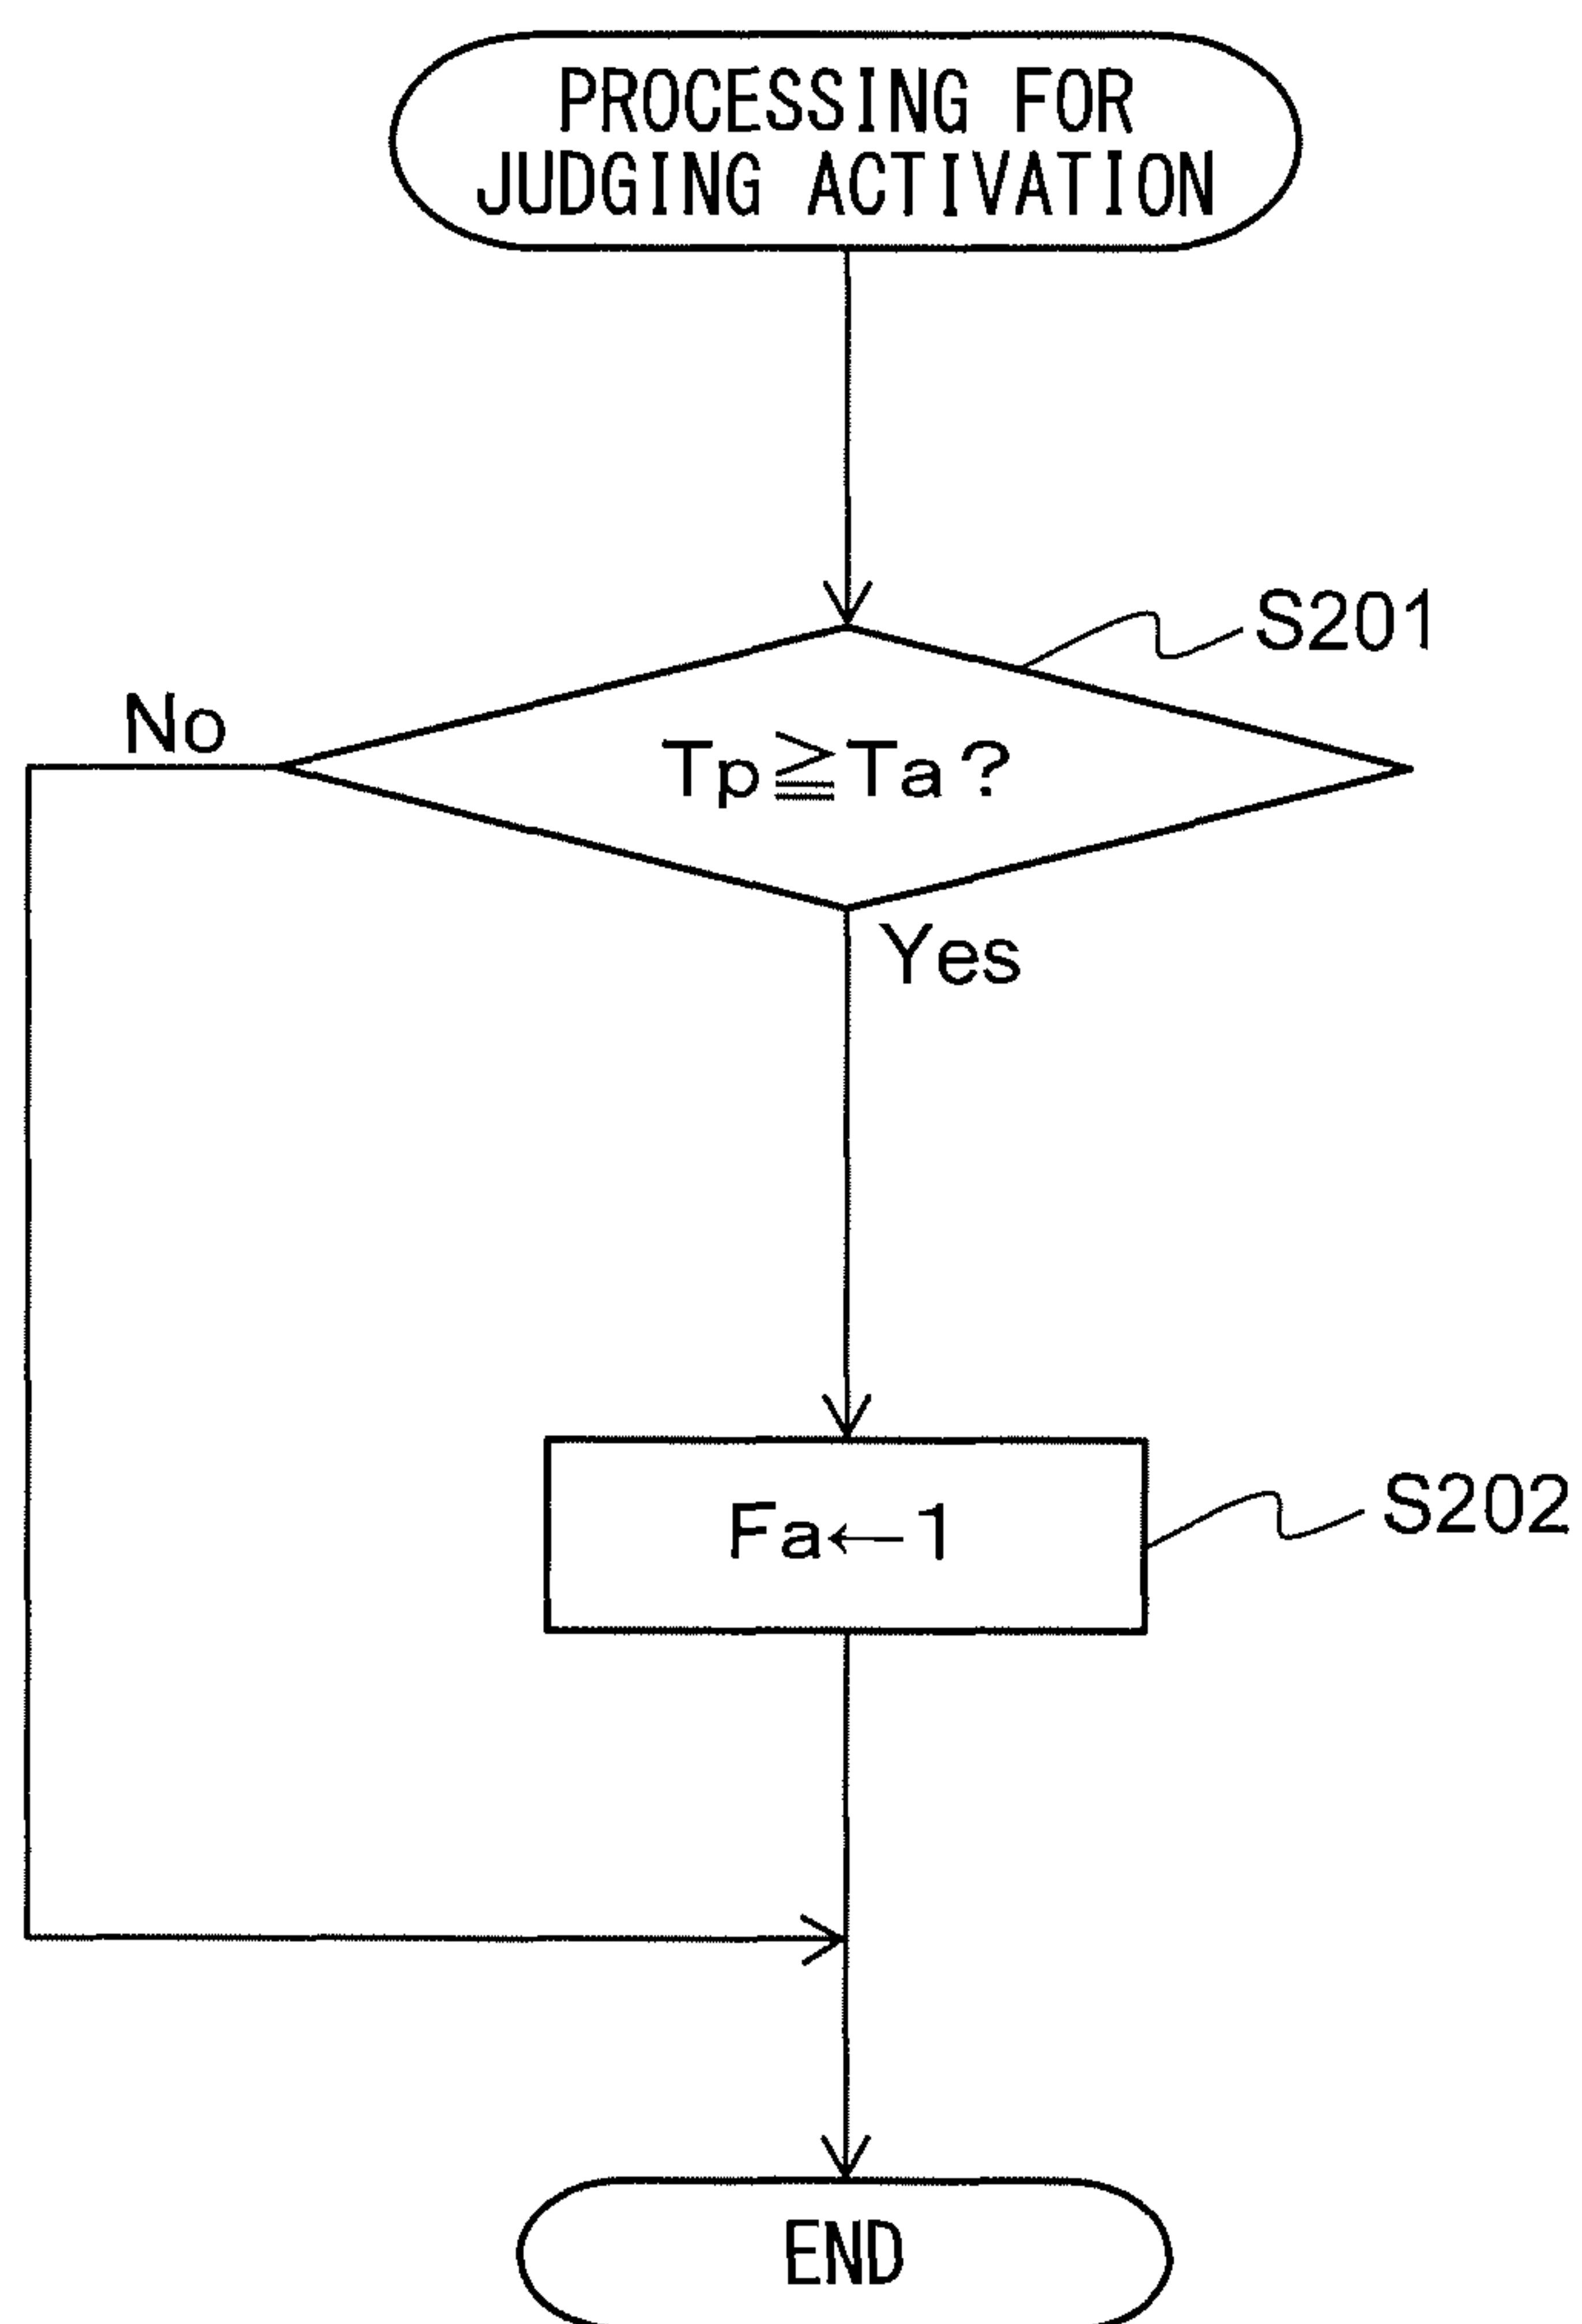 PROCESSING FOR
JUDGING ACTIVATION
S201
No
Tp≧Ta?
Yes
Fa←1
S202
END